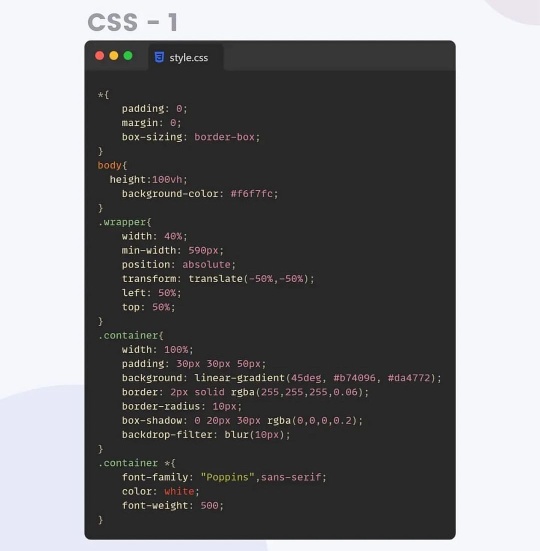 CSS - 1
style.css
*{
    padding: 0;
    margin: 0;
    box-sizing: border-box;
}
body{
  height:100vh;
    background-color: #f6f7fc;
}
.wrapper{
    width: 40%;
    min-width: 590px;
    position: absolute;
    transform: translate(-50%,-50%);
    left: 50%;
    top: 50%;
}
.container{
    width: 100%;
    padding: 30px 30px 50px;
    background: linear-gradient(45deg, #b74096, #da4772);
    border: 2px solid rgba(255,255,255,0.06);
    border-radius: 10px;
    box-shadow: 0 20px 30px rgba(0,0,0,0.2);
    backdrop-filter: blur(10px);
}
.container *{
    font-family: "Poppins",sans-serif;
    color: white;
    font-weight: 500;
}